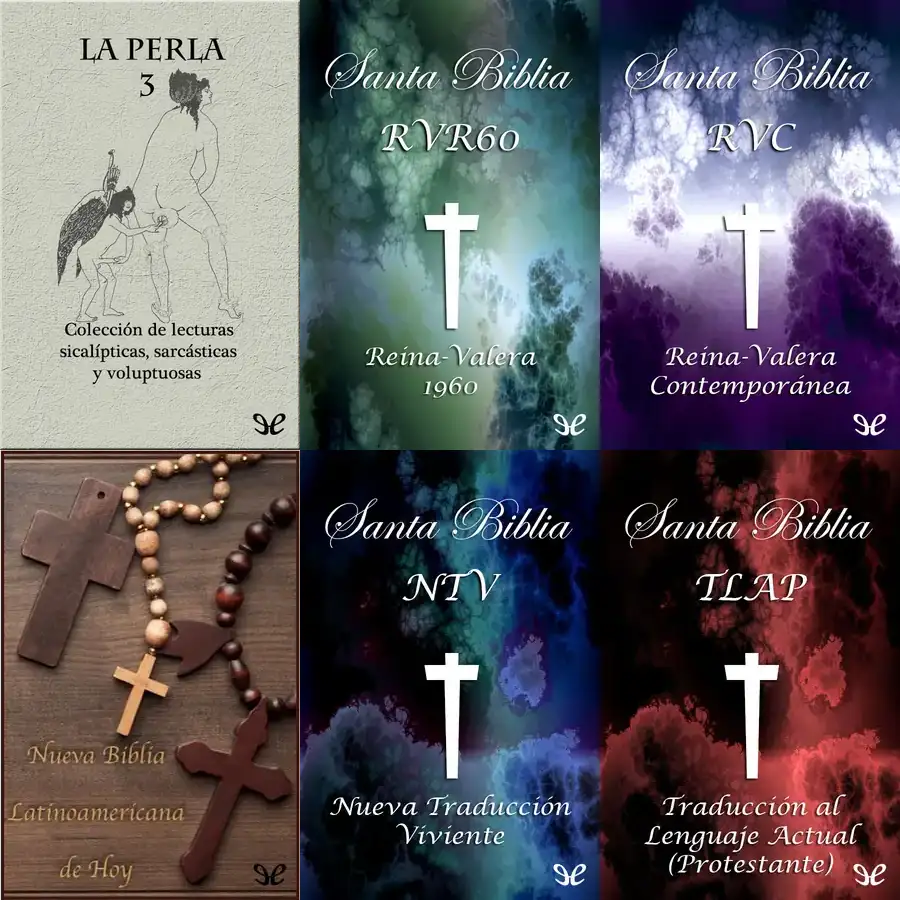 LA PERLA
3
Colección de lecturas
sicalípticas, sarcásticas
y voluptuosas
Santa Biblia
RVR60
Reina-Valera
1960
Santa Biblia
RVC
Reina-Valera
Contemporánea
Nueva Biblia
Latinoamericana
de Hoy
Santa Biblia
NTV
Nueva Traducción
Viviente
Santa Biblia
TLAP
Traducción al
Lenguaje Actual
(Protestante)